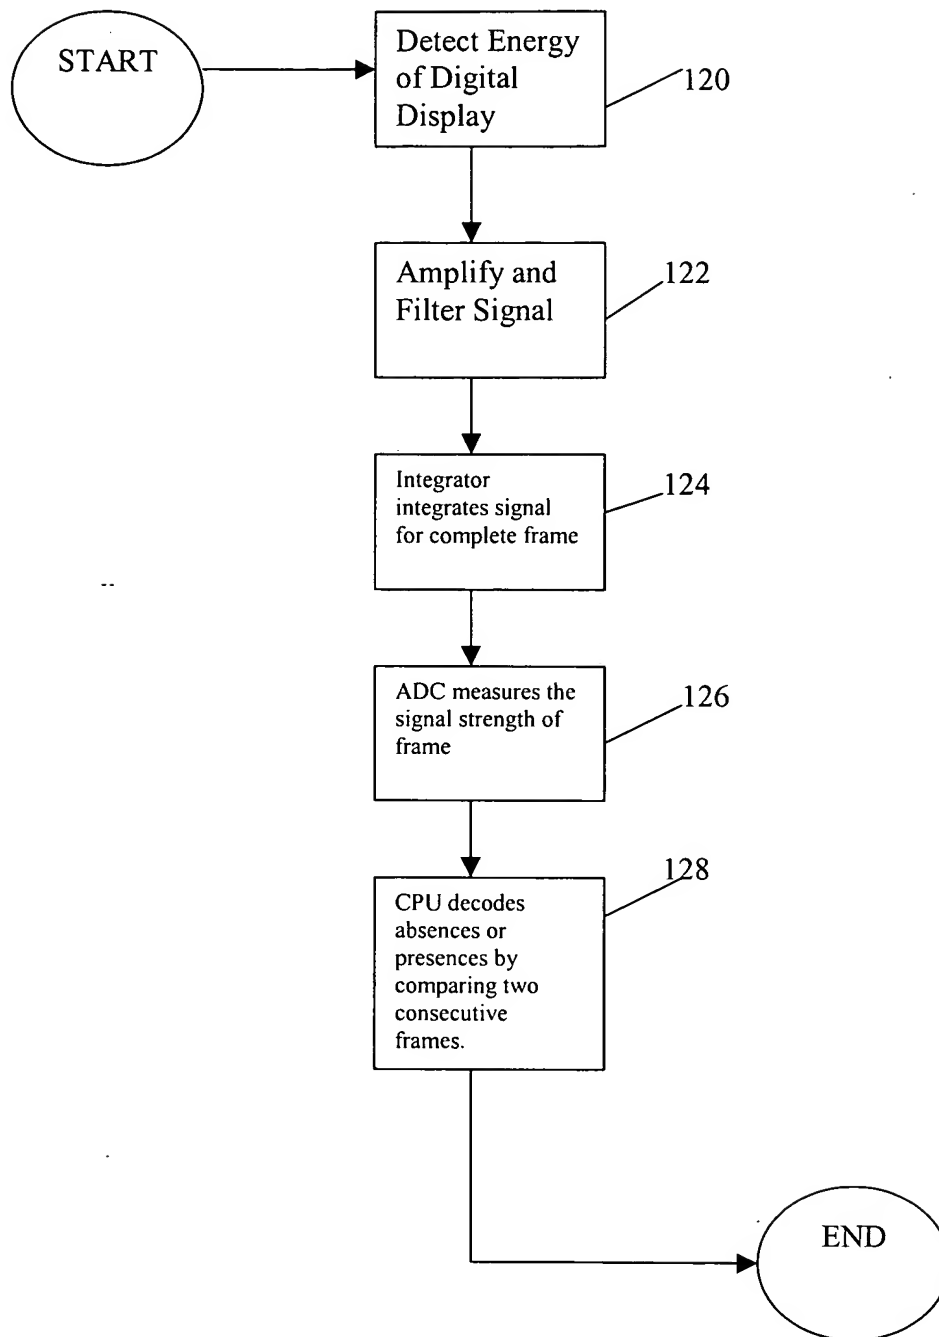 START
Detect Energy
of Digital
Display
120
Amplify and
Filter Signal
122
Integrator
integrates signal
for complete frame
124
ADC measures the
signal strength of
frame
126
CPU decodes
absences or
presences by
comparing two
consecutive
frames.
128
END